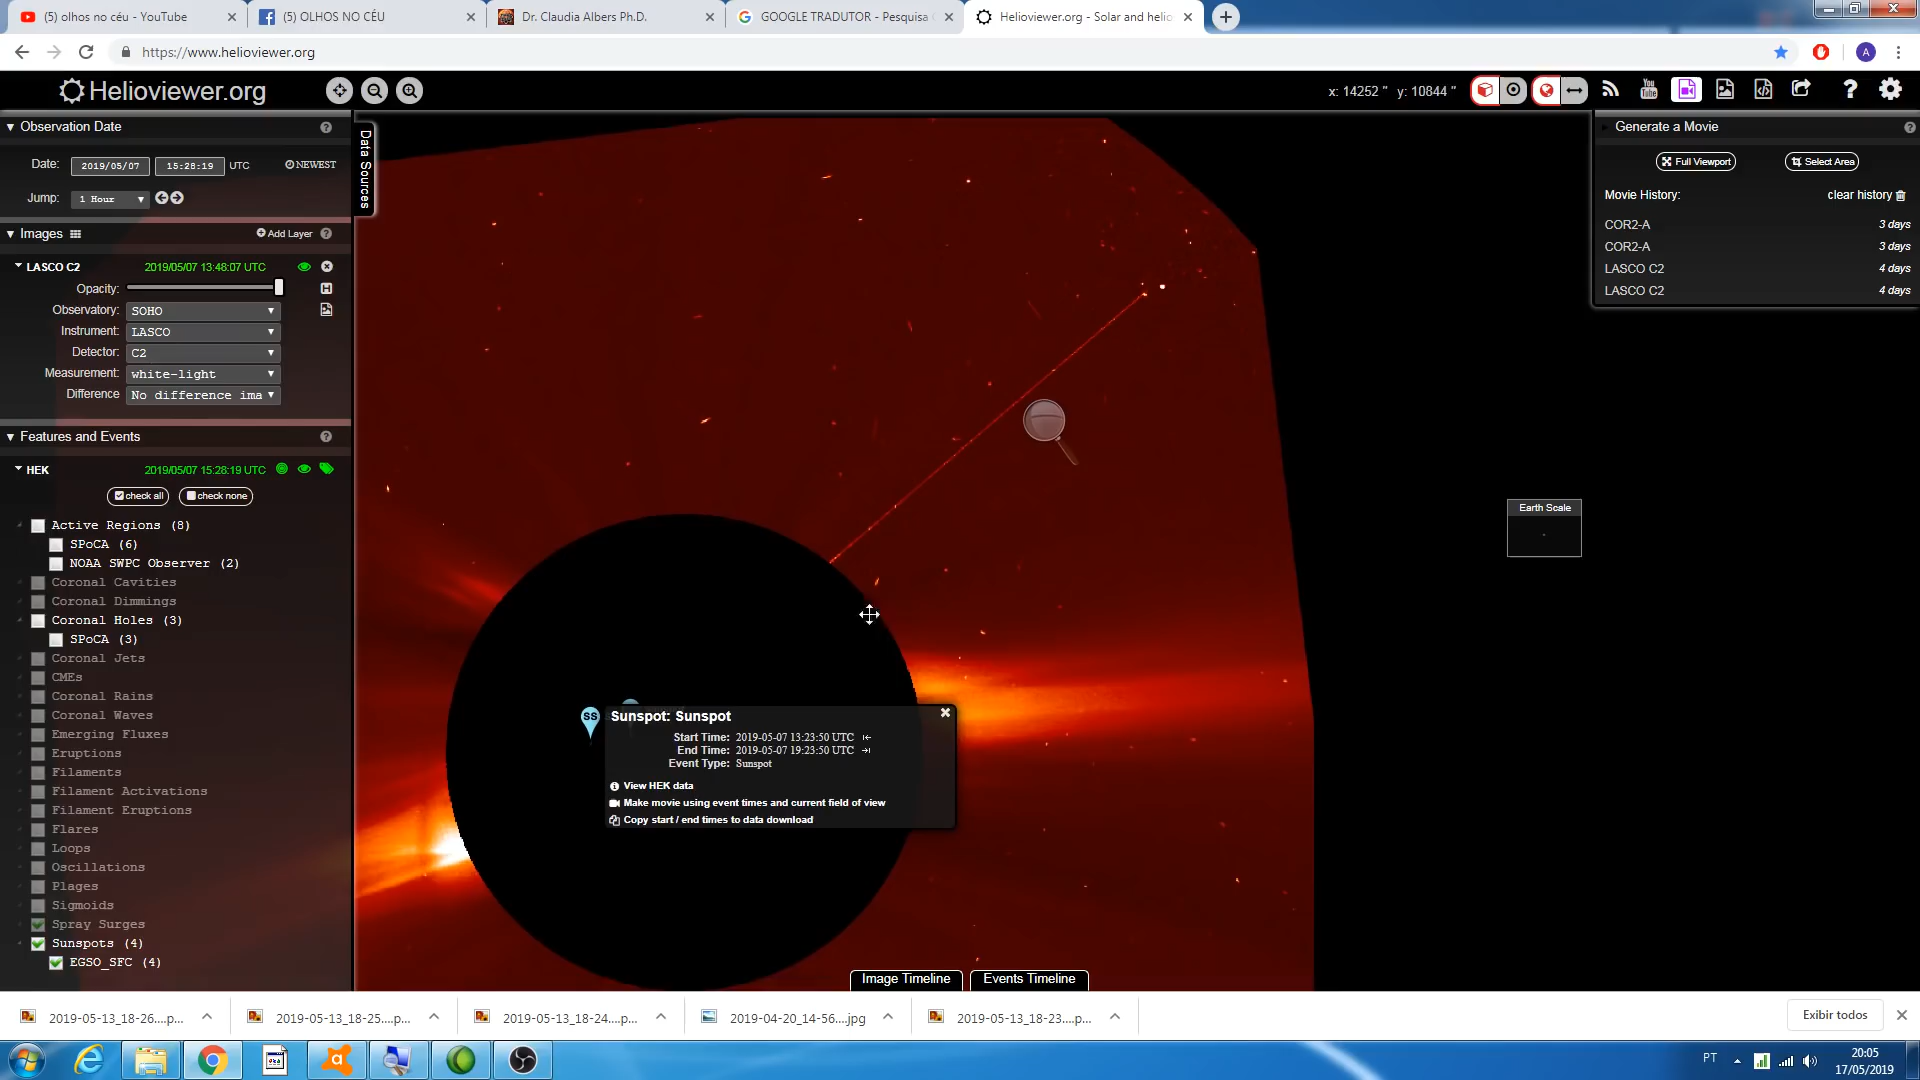 (5) olhos no céu - YouTube
(5) OLHOS NO CÉU
Dr. Claudia Albers Ph.D.
GOOGLE TRADUTOR - Pesquisa
Helioviewer.org - Solar and helio
https://www.helioviewer.org
A
Helioviewer.org
x: 14252 " y: 10844 "
You Tube
?
Observation Date
Date: 2019/05/07 15:28:19 UTC NEWEST
Jump: 1 Hour
Images
Add Layer
LASCO C2 2019/05/07 13:48:07 UTC
Opacity:
Observatory: SOHO
Instrument: LASCO
Detector: C2
Measurement: white-light
Difference No difference ima
Features and Events
HEK 2019/05/07 15:28:19 UTC
check all check none
Active Regions (8)
SPoCA (6)
NOAA SWPC Observer (2)
Coronal Cavities
Coronal Dimmings
Coronal Holes (3)
SPoCA (3)
Coronal Jets
CMEs
Coronal Rains
Coronal Waves
Emerging Fluxes
Eruptions
Filaments
Filament Activations
Filament Eruptions
Flares
Loops
Oscillations
Plages
Sigmoids
Spray Surges
Sunspots (4)
EGSO_SFC (4)
Data Sources
SS
Sunspot: Sunspot
Start Time: 2019-05-07 13:23:50 UTC
End Time: 2019-05-07 19:23:50 UTC
Event Type: Sunspot
View HEK data
Make movie using event times and current field of view
Copy start / end times to data download
Image Timeline
Events Timeline
Earth Scale
Generate a Movie
Full Viewport Select Area
Movie History: clear history
COR2-A 3 days
COR2-A 3 days
LASCO C2 4 days
LASCO C2 4 days
2019-05-13_18-26....p...
2019-05-13_18-25....p...
2019-05-13_18-24....p...
2019-04-20_14-56....jpg
2019-05-13_18-23....p...
Exibir todos
PT
20:05
17/05/2019